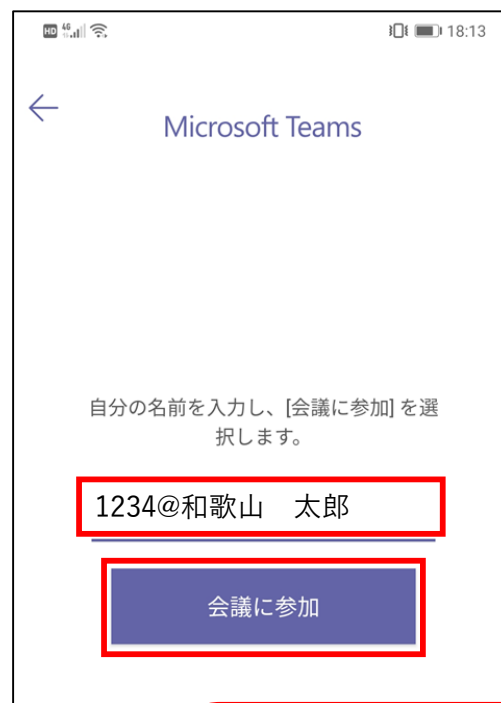 HD 46 18:13
Microsoft Teams
自分の名前を入力し、[会議に参加] を選
択します。
1234@和歌山　太郎
会議に参加